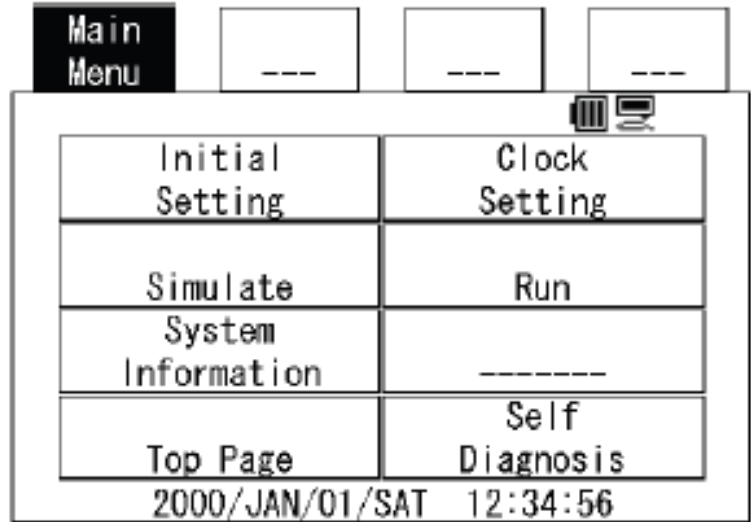 Main
Menu
---
---
---
Initial
Setting
Clock
Setting
Simulate
Run
System
Information
-------
Top Page
Self
Diagnosis
2000/JAN/01/SAT 12:34:56